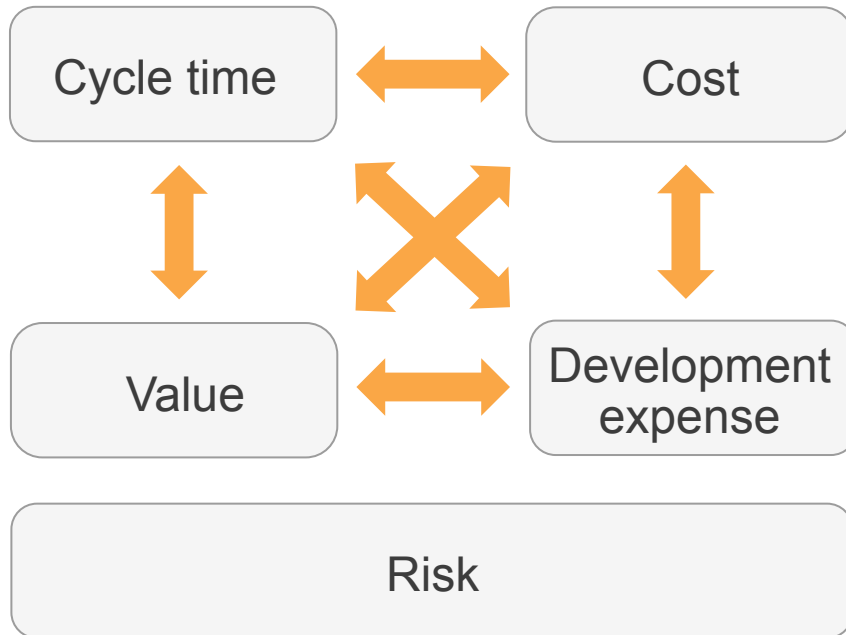 Cycle time
Cost
Value
Development
expense
Risk